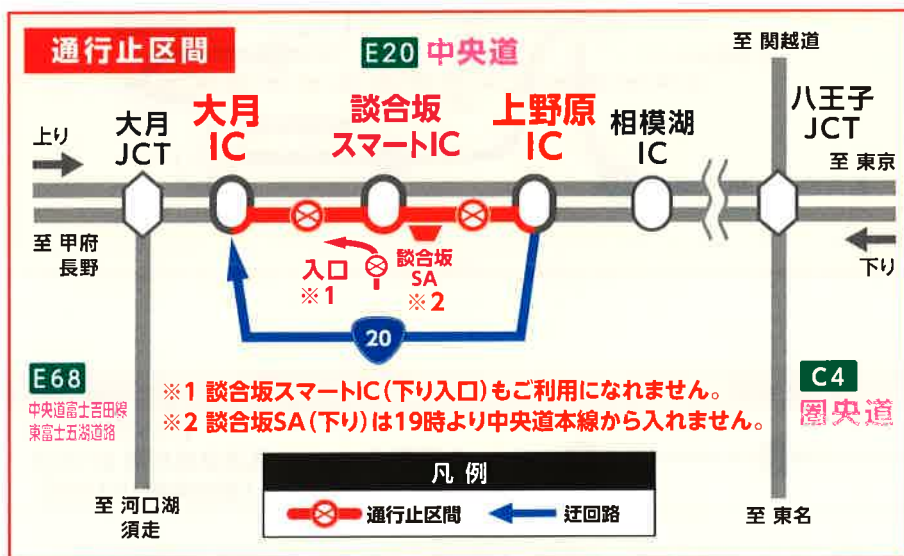 通行止区間
E20 中央道
至 関越道
上り
大月
JCT
大月
IC
談合坂
スマートIC
上野原
IC
相模湖
IC
八王子
JCT
至 東京
至 甲府
長野
入口
※1
談合坂
SA
※2
下り
20
E68
中央道富士吉田線
東富士五湖道路
※1 談合坂スマートIC(下り入口)もご利用になれません。
※2 談合坂SA(下り)は19時より中央道本線から入れません。
C4
圏央道
凡 例
通行止区間
迂回路
至 河口湖
須走
至 東名